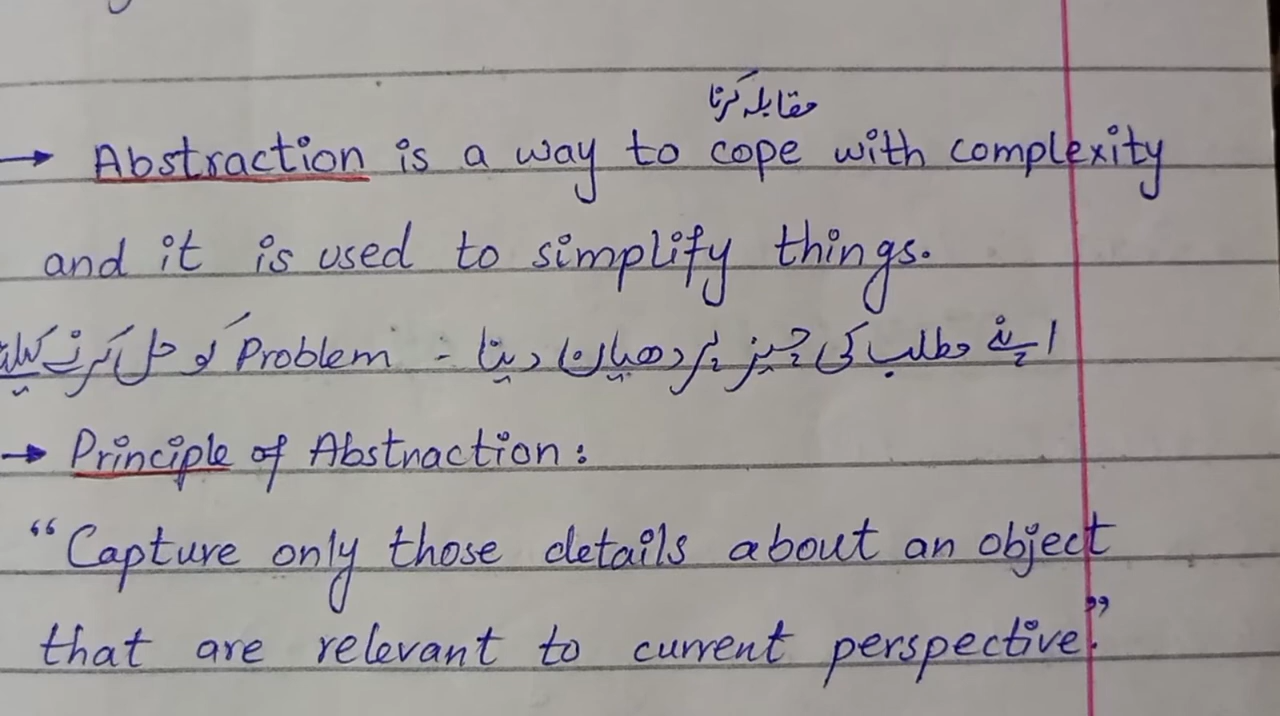 مقابلہ کرنا
→ Abstraction is a way to cope with complexity
and it is used to simplify things.
اپنے مطلب کی چیز پر دھیان دینا - Problem کو حل کرنے کیلئے
→ Principle of Abstraction:
“Capture only those details about an object
that are relevant to current perspective.”